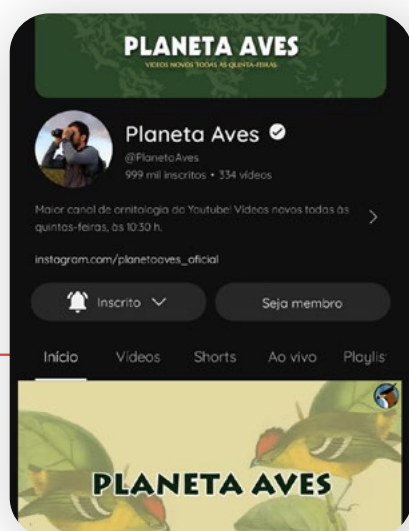 PLANETA AVES
VÍDEOS NOVOS TODAS AS QUINTA-FEIRAS
Planeta Aves
@PlanetaAves
999 mil inscritos • 334 vídeos
Maior canal de ornitologia do Youtube! Vídeos novos todas às
quintas-feiras, às 10:30 h.
instagram.com/planetaaves_oficial
Inscrito
Seja membro
Início Vídeos Shorts Ao vivo Playlis
PLANETA AVES